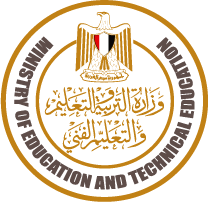 وزارة التربية والتعليم
والتعليم الفني
MINISTRY OF EDUCATION AND TECHNICAL EDUCATION